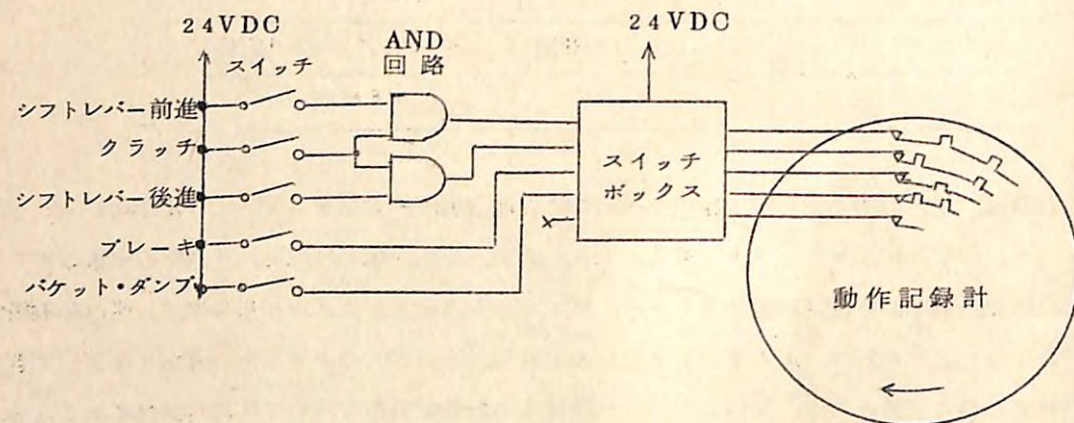 24VDC
スイッチ
AND
回路
24VDC
シフトレバー前進
クラッチ
シフトレバー後進
ブレーキ
バケット・ダンプ
スイッチ
ボックス
動作記録計